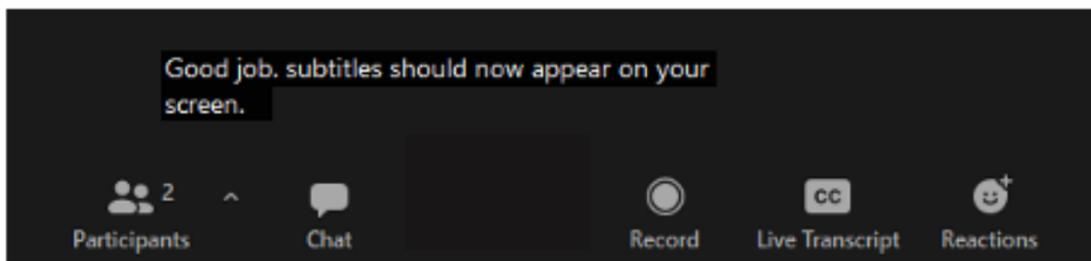 Good job. subtitles should now appear on your
screen.
2
Participants
Chat
Record
CC
Live Transcript
Reactions